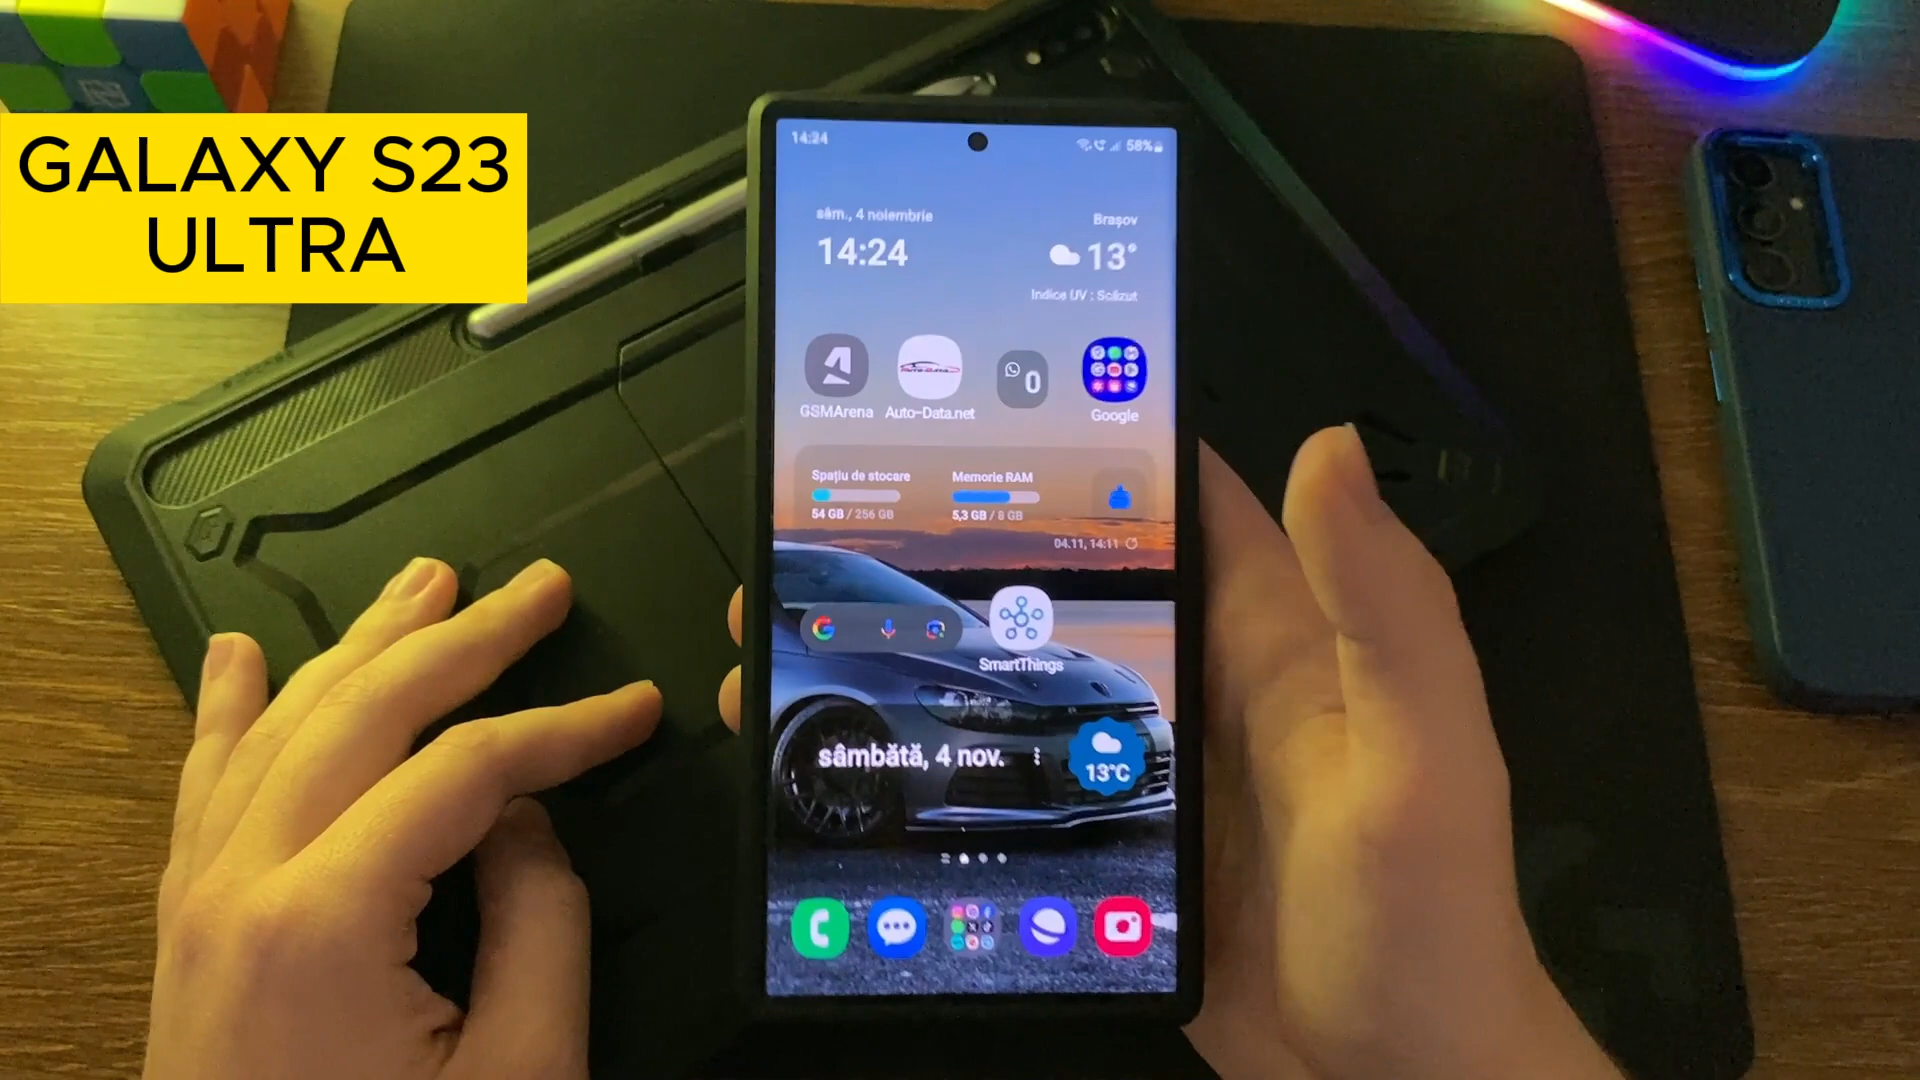 GALAXY S23
ULTRA
14:24
58%
sâm., 4 noiembrie
14:24
Brașov
13°
Indice UV : Scăzut
GSMArena
Auto-Data.net
0
Google
Spațiu de stocare
54 GB / 256 GB
Memorie RAM
5,3 GB / 8 GB
04.11, 14:11
SmartThings
sâmbătă, 4 nov.
13°C